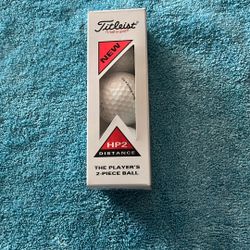 Titleist
NEW
HP2
DISTANCE
THE PLAYER'S
2-PIECE BALL